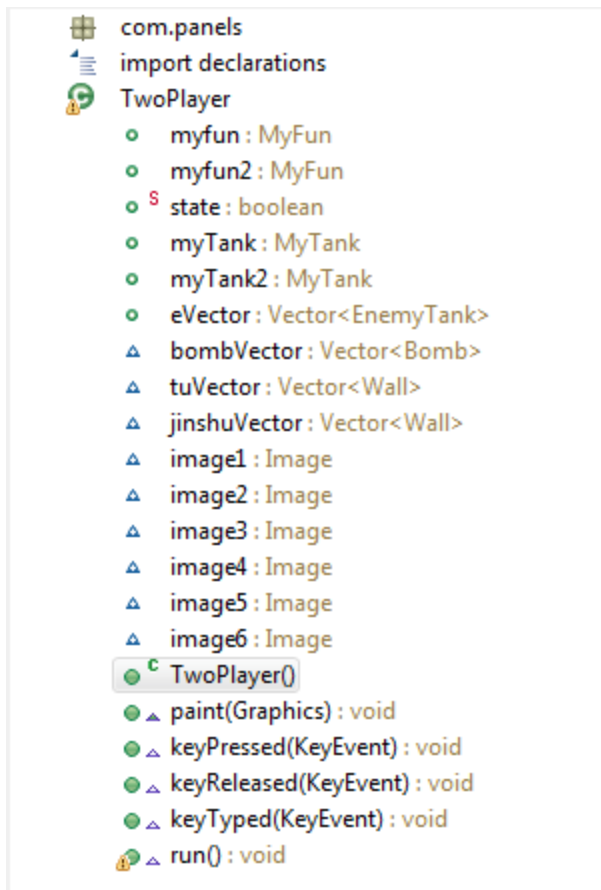 com.panels
import declarations
TwoPlayer
myfun : MyFun
myfun2 : MyFun
S state : boolean
myTank : MyTank
myTank2 : MyTank
eVector : Vector<EnemyTank>
bombVector : Vector<Bomb>
tuVector : Vector<Wall>
jinshuVector : Vector<Wall>
image1 : Image
image2 : Image
image3 : Image
image4 : Image
image5 : Image
image6 : Image
C TwoPlayer()
paint(Graphics) : void
keyPressed(KeyEvent) : void
keyReleased(KeyEvent) : void
keyTyped(KeyEvent) : void
run() : void